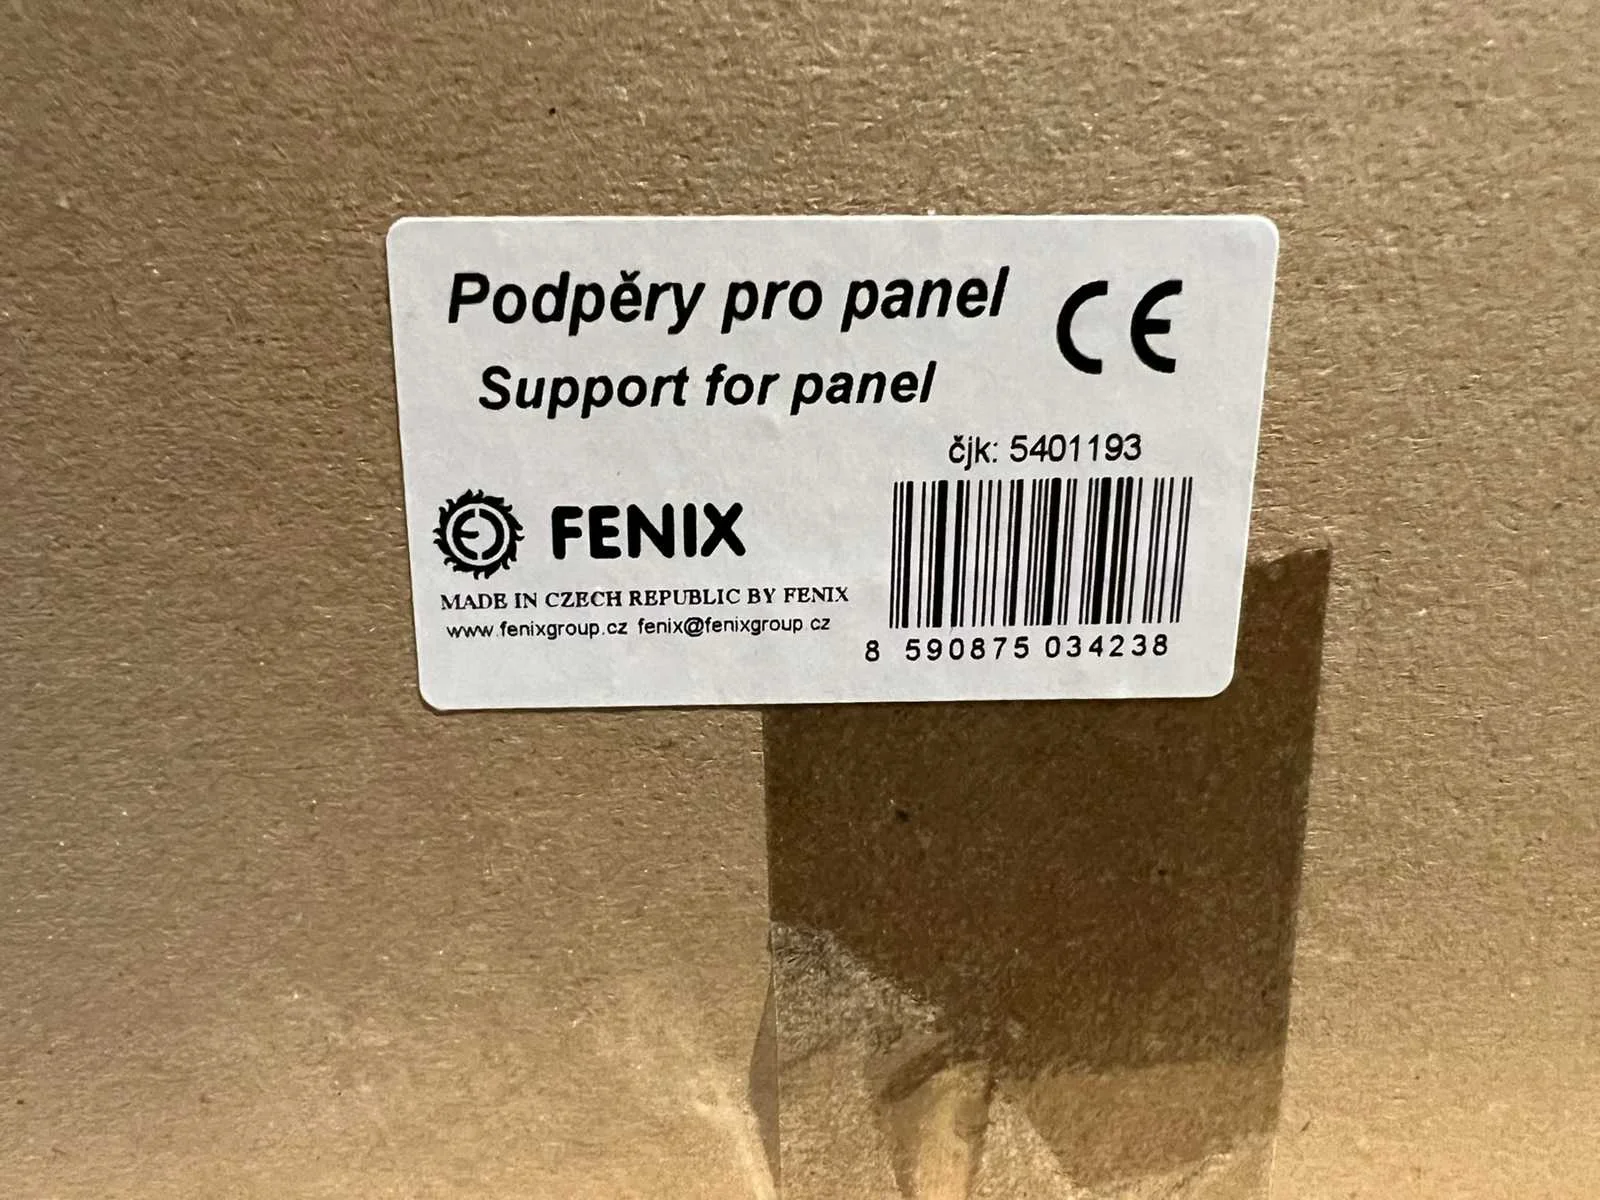 Podpěry pro panel
CE
Support for panel
čjk: 5401193
FENIX
MADE IN CZECH REPUBLIC BY FENIX
www.fenixgroup.cz fenix@fenixgroup.cz
8 590875 034238